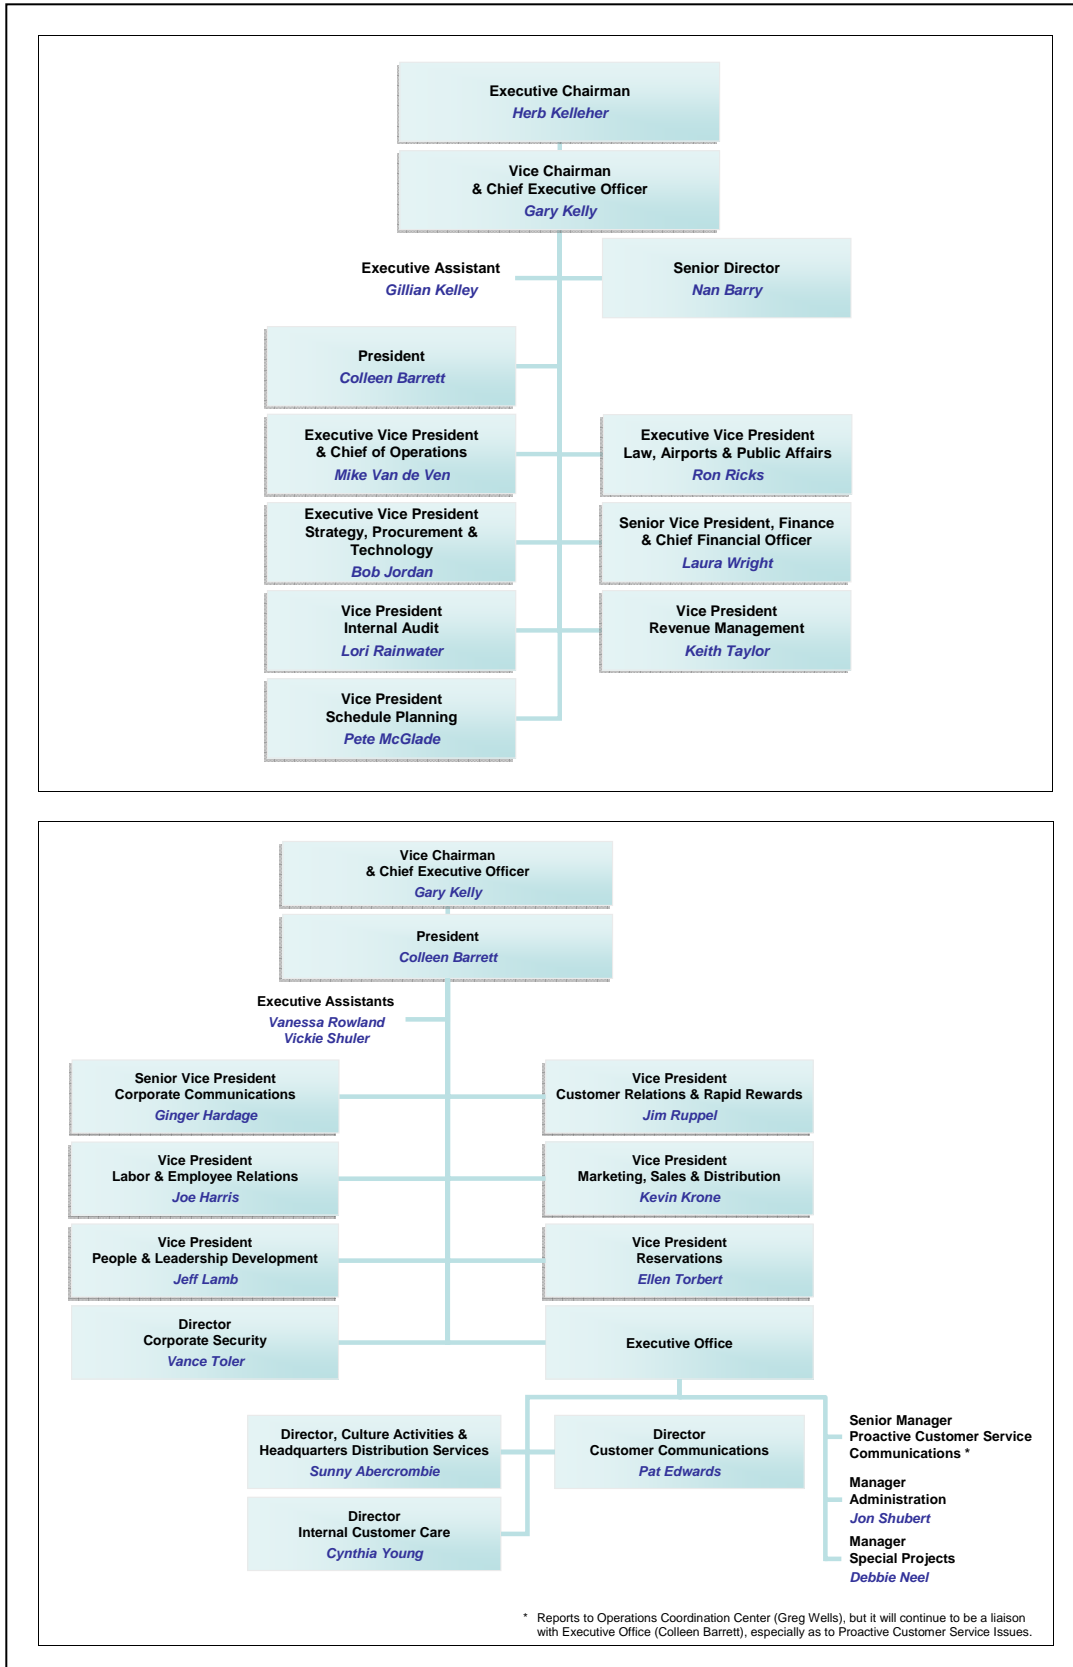 Executive Chairman
Herb Kelleher
Vice Chairman
& Chief Executive Officer
Gary Kelly
Executive Assistant
Gillian Kelley
Senior Director
Nan Barry
President
Colleen Barrett
Executive Vice President
& Chief of Operations
Mike Van de Ven
Executive Vice President
Law, Airports & Public Affairs
Ron Ricks
Executive Vice President
Strategy, Procurement &
Technology
Bob Jordan
Senior Vice President, Finance
& Chief Financial Officer
Laura Wright
Vice President
Internal Audit
Lori Rainwater
Vice President
Revenue Management
Keith Taylor
Vice President
Schedule Planning
Pete McGlade
Vice Chairman
& Chief Executive Officer
Gary Kelly
President
Colleen Barrett
Executive Assistants
Vanessa Rowland
Vickie Shuler
Senior Vice President
Corporate Communications
Ginger Hardage
Vice President
Customer Relations & Rapid Rewards
Jim Ruppel
Vice President
Labor & Employee Relations
Joe Harris
Vice President
Marketing, Sales & Distribution
Kevin Krone
Vice President
People & Leadership Development
Jeff Lamb
Vice President
Reservations
Ellen Torbert
Director
Corporate Security
Vance Toler
Executive Office
Director, Culture Activities &
Headquarters Distribution Services
Sunny Abercrombie
Director
Customer Communications
Pat Edwards
Senior Manager
Proactive Customer Service
Communications *
Director
Internal Customer Care
Cynthia Young
Manager
Administration
Jon Shubert
Manager
Special Projects
Debbie Neel
* Reports to Operations Coordination Center (Greg Wells), but it will continue to be a liaison
with Executive Office (Colleen Barrett), especially as to Proactive Customer Service Issues.